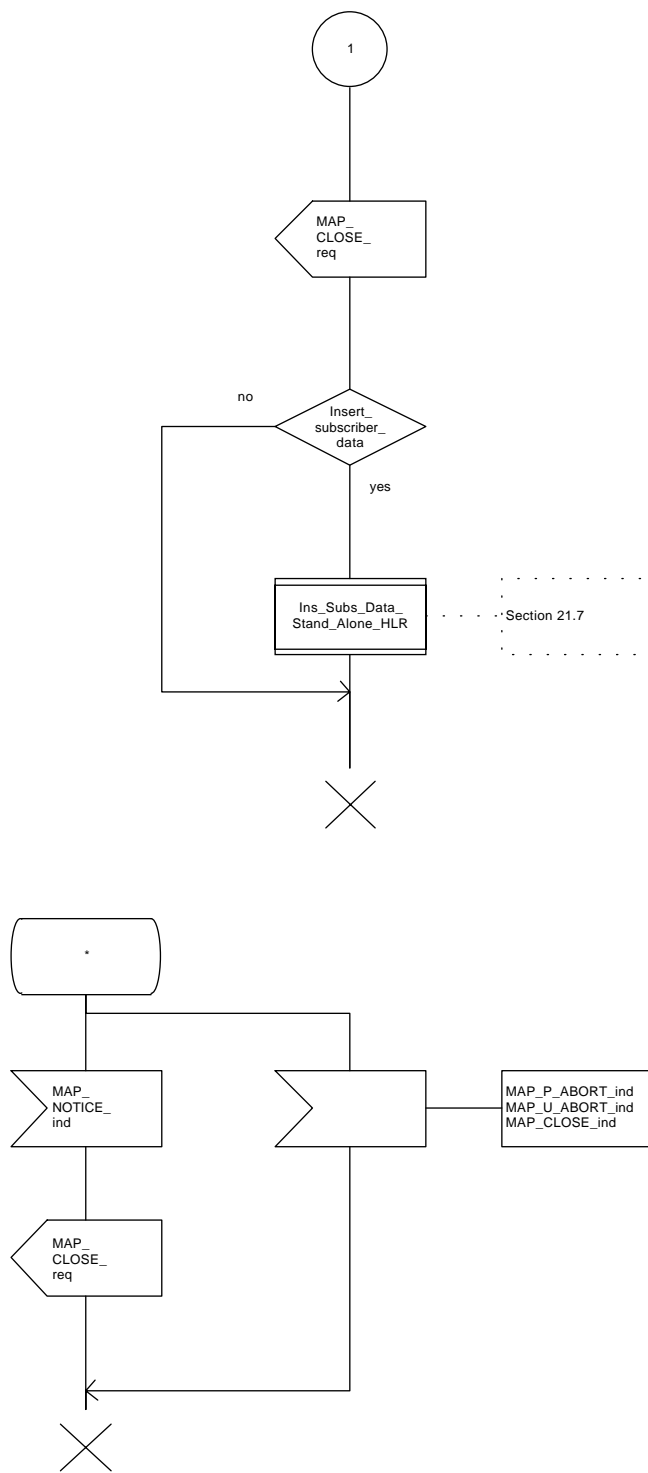 1
MAP_
CLOSE_
req
no
Insert_
subscriber_
data
yes
Ins_Subs_Data_
Stand_Alone_HLR
Section 21.7
*
MAP_
NOTICE_
ind
MAP_P_ABORT_ind
MAP_U_ABORT_ind
MAP_CLOSE_ind
MAP_
CLOSE_
req